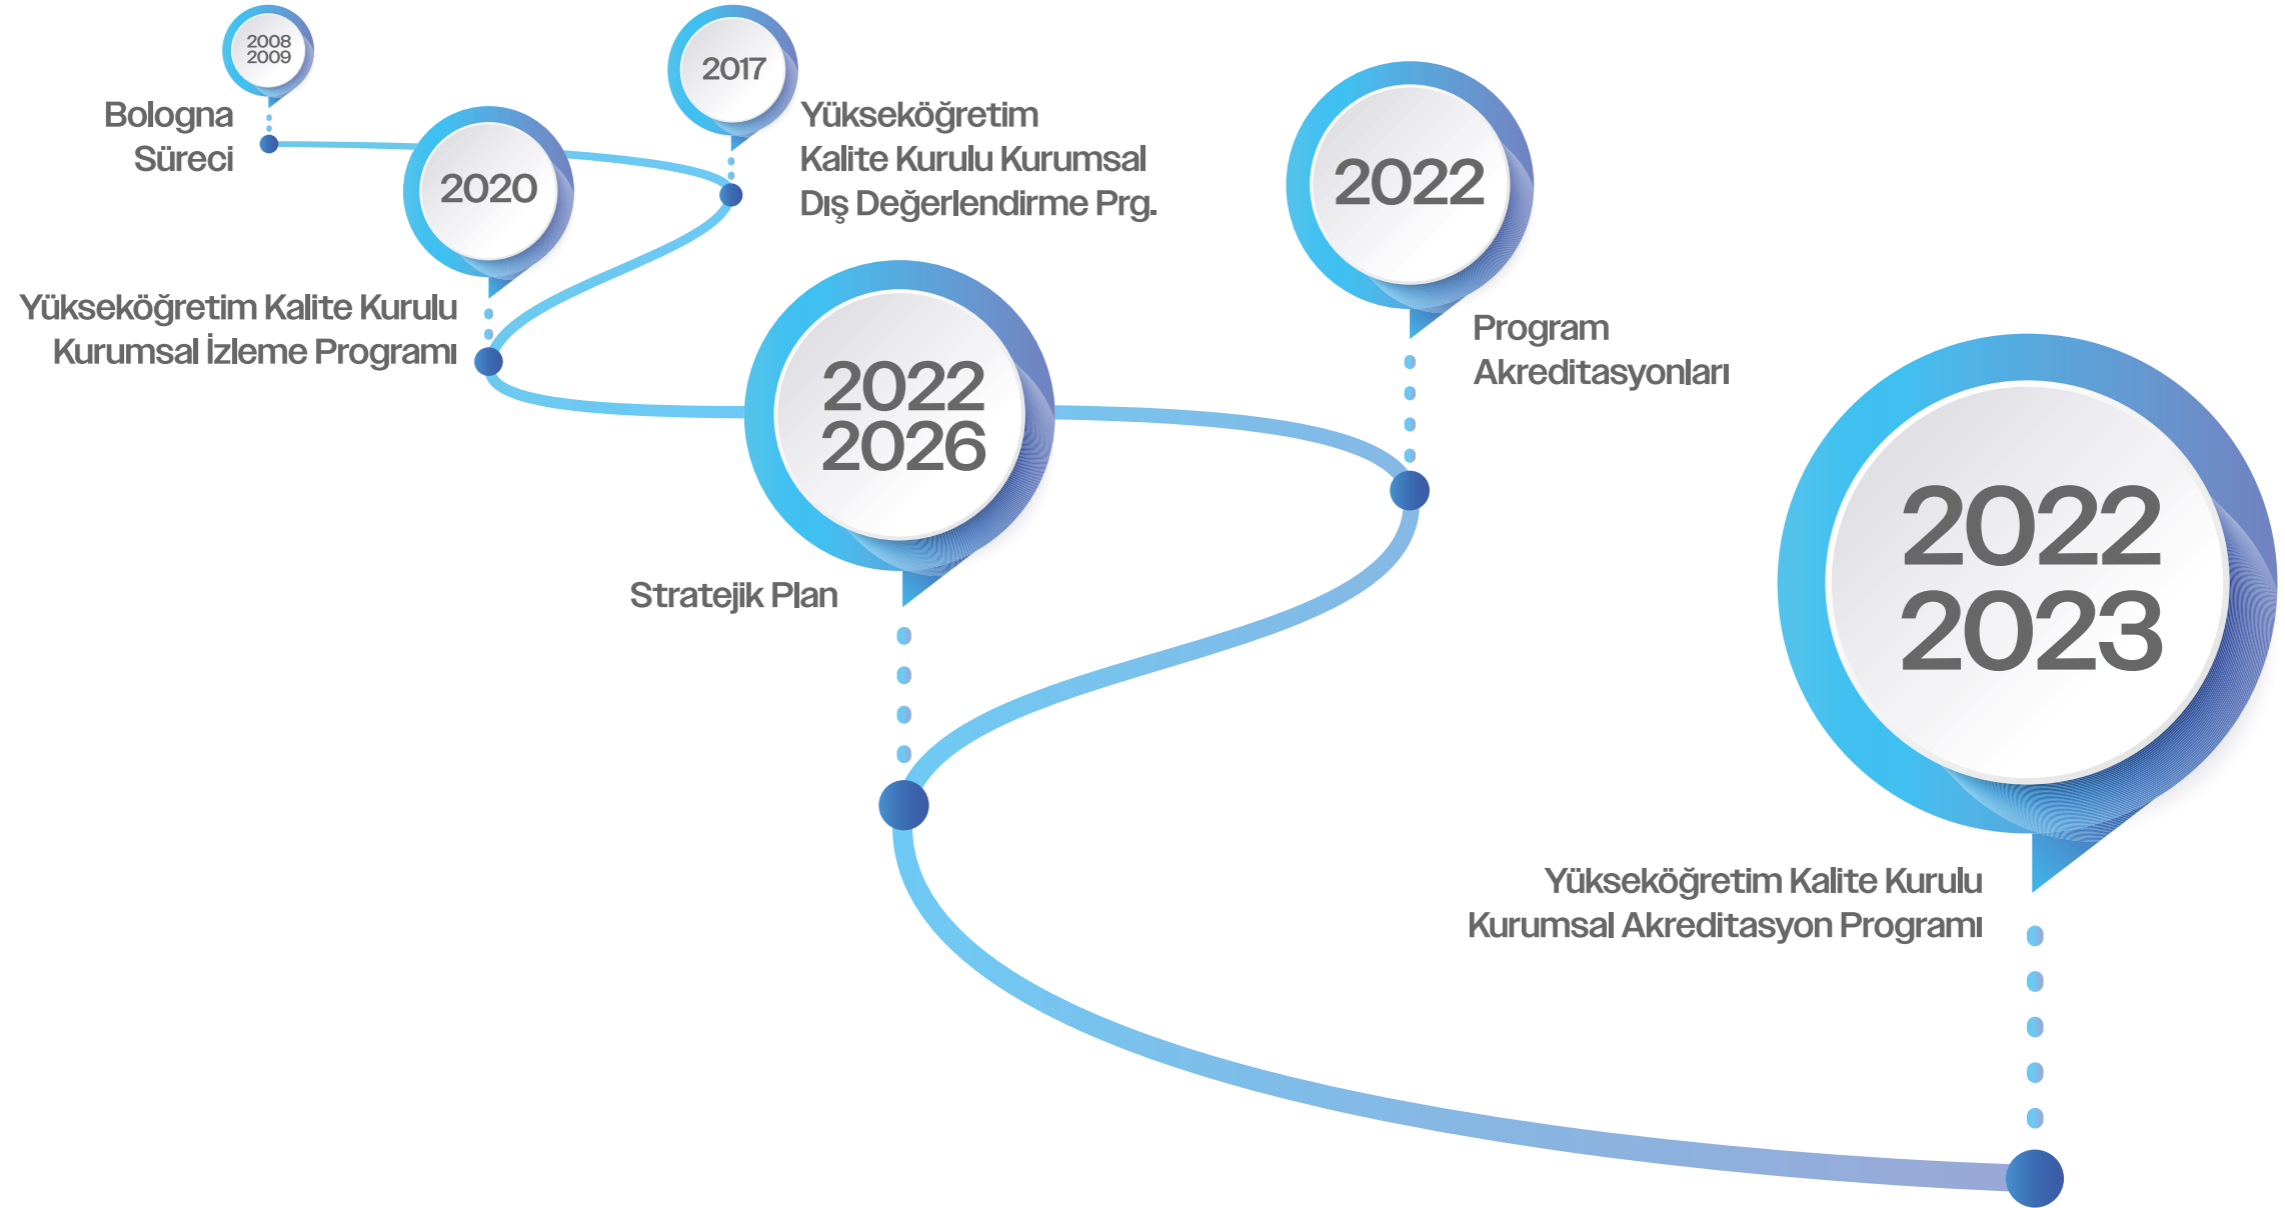 2008
2009
Bologna
Süreci
2017
Yükseköğretim
Kalite Kurulu Kurumsal
Dış Değerlendirme Prg.
2020
Yükseköğretim Kalite Kurulu
Kurumsal İzleme Programı
2022
Program
Akreditasyonları
2022
2026
Stratejik Plan
2022
2023
Yükseköğretim Kalite Kurulu
Kurumsal Akreditasyon Programı